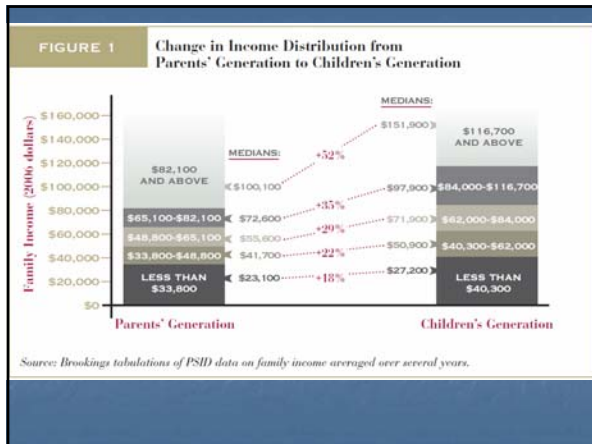 FIGURE 1
Change in Income Distribution from
Parents' Generation to Children's Generation
Family Income (2006 dollars)
$160,000
$140,000
$120,000
$100,000
$80,000
$60,000
$40,000
$20,000
$0
$82,100
AND ABOVE
$65,100-$82,100
$48,800-$65,100
$33,800-$48,800
LESS THAN
$33,800
Parents' Generation
MEDIANS:
$100,100
$72,600
$55,600
$41,700
$23,100
+52%
+35%
+29%
+22%
+18%
MEDIANS:
$151,900
$97,900
$71,900
$50,900
$27,200
$116,700
AND ABOVE
$84,000-$116,700
$62,000-$84,000
$40,300-$62,000
LESS THAN
$40,300
Children's Generation
Source: Brookings tabulations of PSID data on family income averaged over several years.